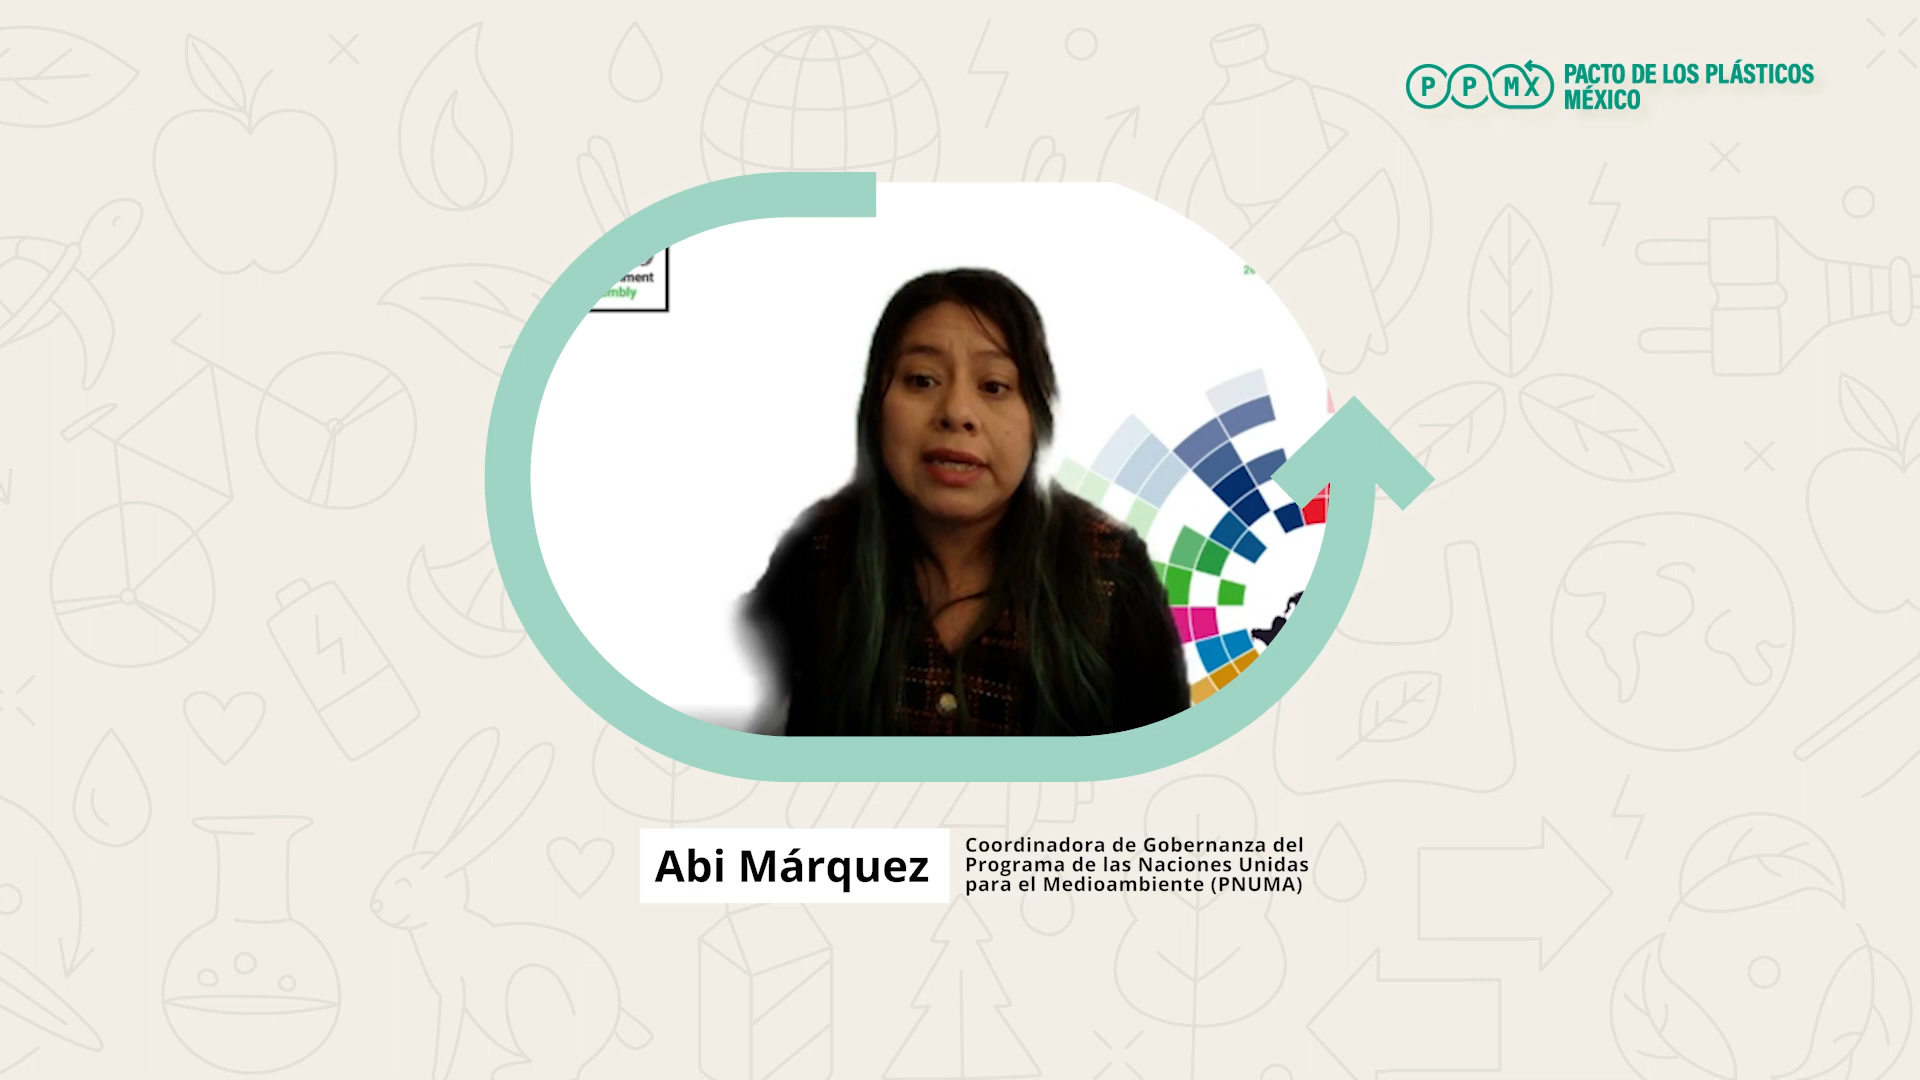 P P MX
PACTO DE LOS PLÁSTICOS
MÉXICO
Abi Márquez
Coordinadora de Gobernanza del
Programa de las Naciones Unidas
para el Medioambiente (PNUMA)